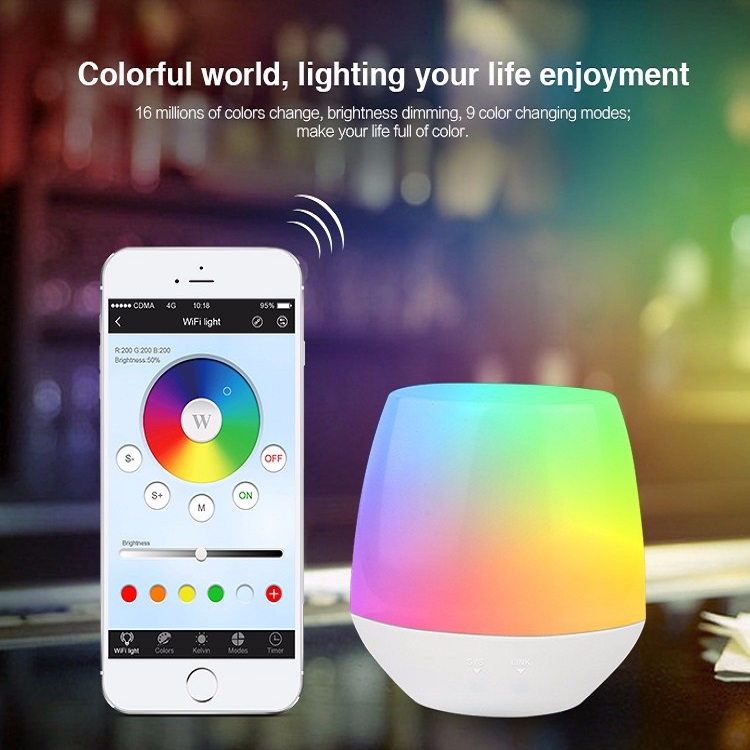 Colorful world, lighting your life enjoyment
16 millions of colors change, brightness dimming, 9 color changing modes;
make your life full of color.
CDMA 4G 10:18 95%
WiFi light
R:200 G:200 B:200
Brightness:50%
W
S- OFF
S+ ON
M
Brightness
WiFi light Colors Kelvin Modes Timer
SYS LINK